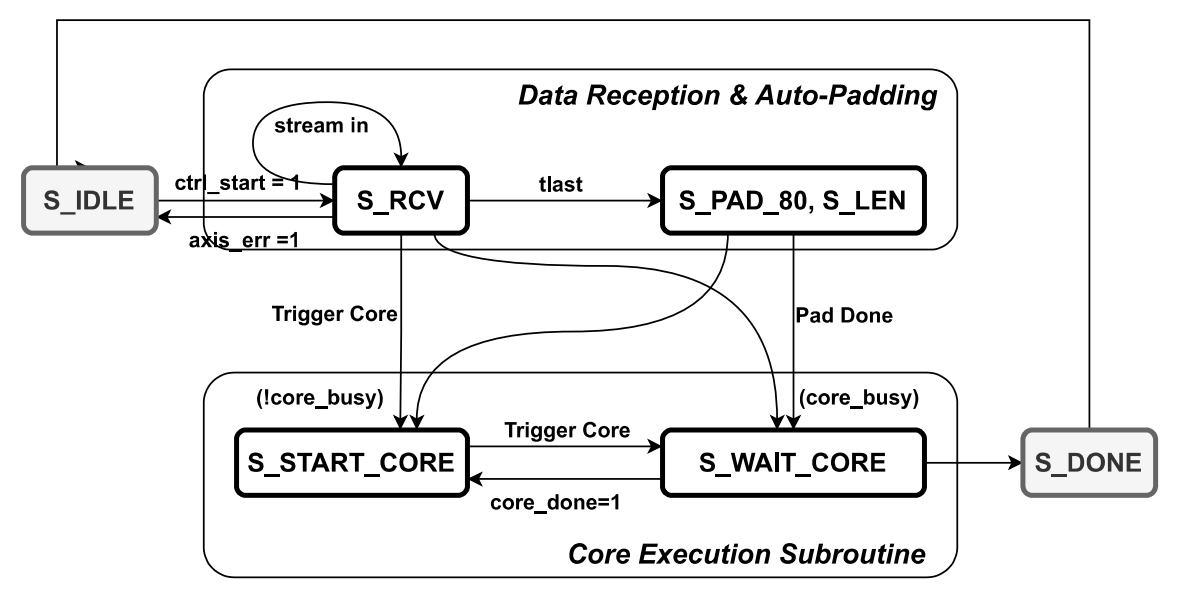 Data Reception & Auto-Padding
stream in
S_IDLE
ctrl_start = 1
S_RCV
tlast
S_PAD_80, S_LEN
axis_err =1
Trigger Core
Pad Done
(!core_busy)
(core_busy)
S_START_CORE
Trigger Core
S_WAIT_CORE
S_DONE
core_done=1
Core Execution Subroutine